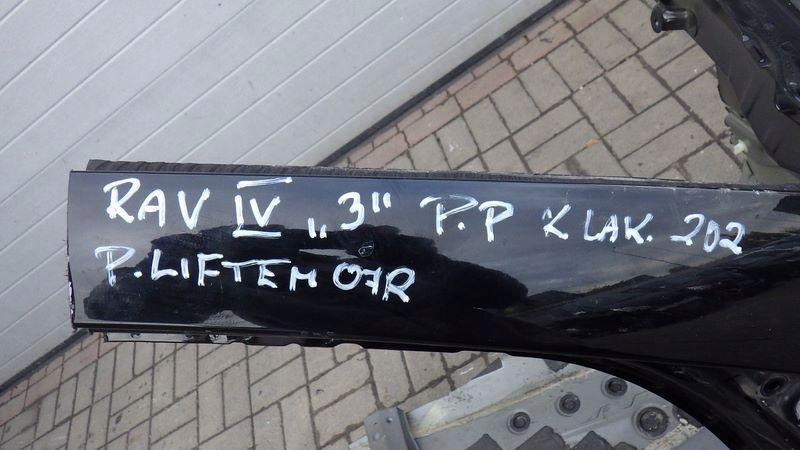 RAV IV „3" P.P K LAK. 202
P. LIFTEM 07R